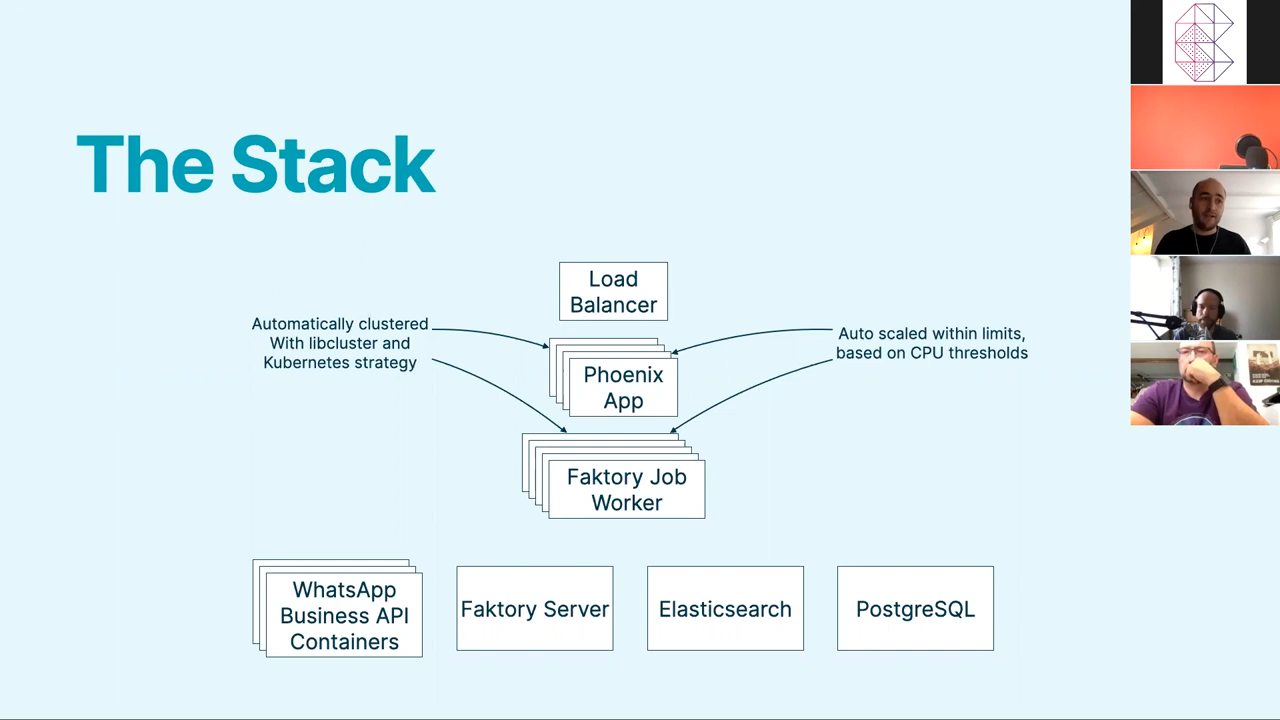 The Stack
Load
Balancer
Automatically clustered
With libcluster and
Kubernetes strategy
Auto scaled within limits,
based on CPU thresholds
Phoenix
App
Faktory Job
Worker
WhatsApp
Business API
Containers
Faktory Server
Elasticsearch
PostgreSQL